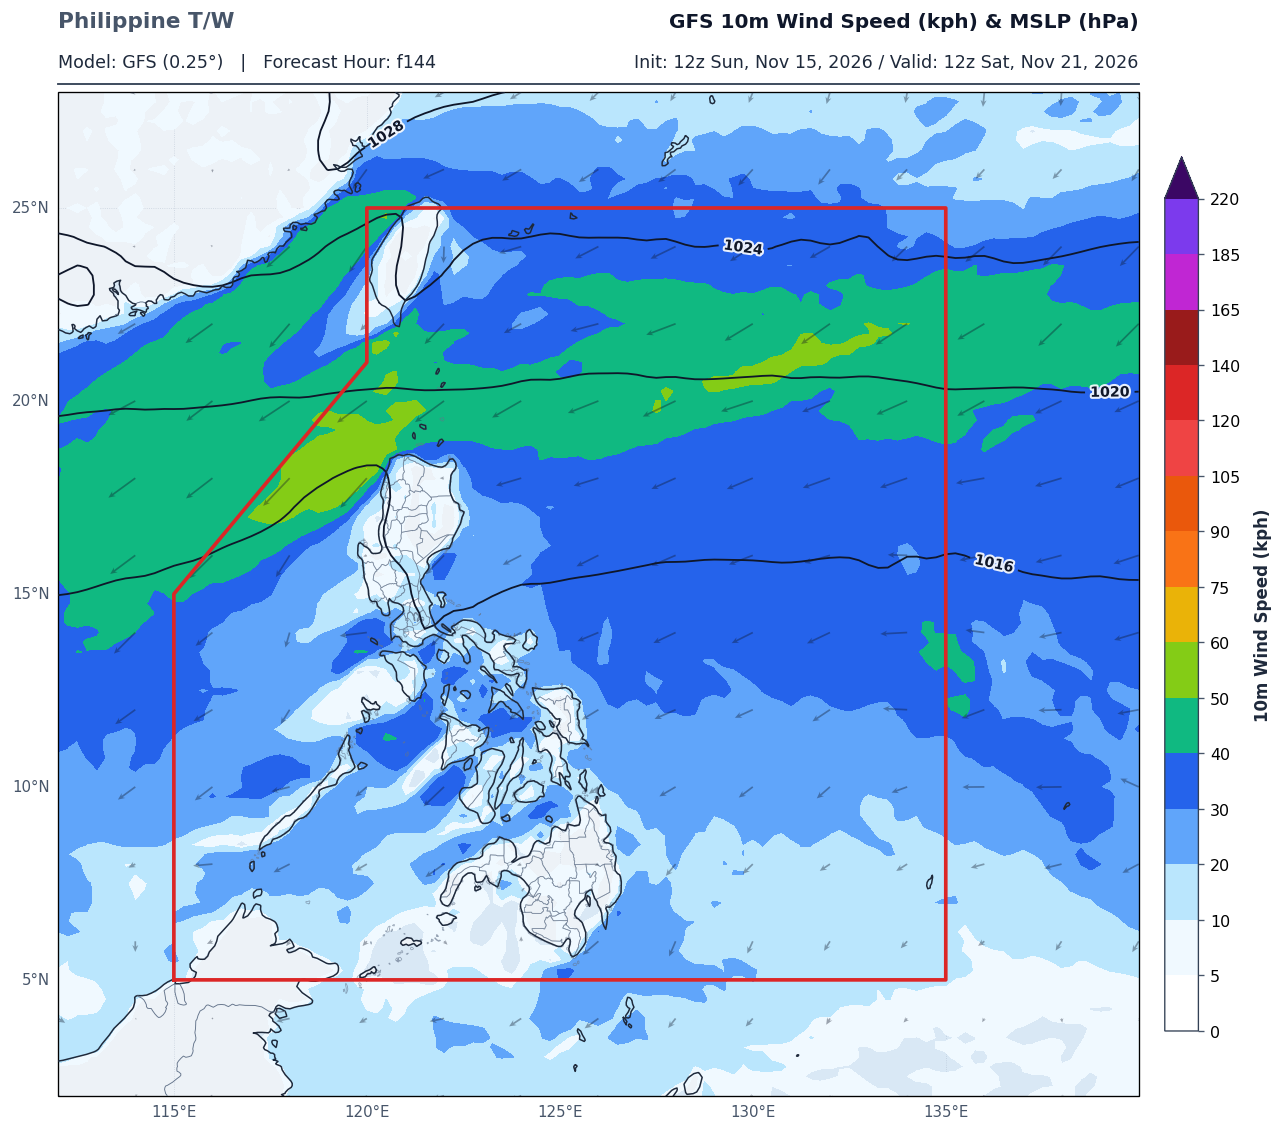 Philippine T/W
GFS 10m Wind Speed (kph) & MSLP (hPa)
Model: GFS (0.25°) | Forecast Hour: f144
Init: 12z Sun, Nov 15, 2026 / Valid: 12z Sat, Nov 21, 2026
1028
1024
1020
1016
25°N
20°N
15°N
10°N
5°N
115°E
120°E
125°E
130°E
135°E
220
185
165
140
120
105
90
75
60
50
40
30
20
10
5
0
10m Wind Speed (kph)